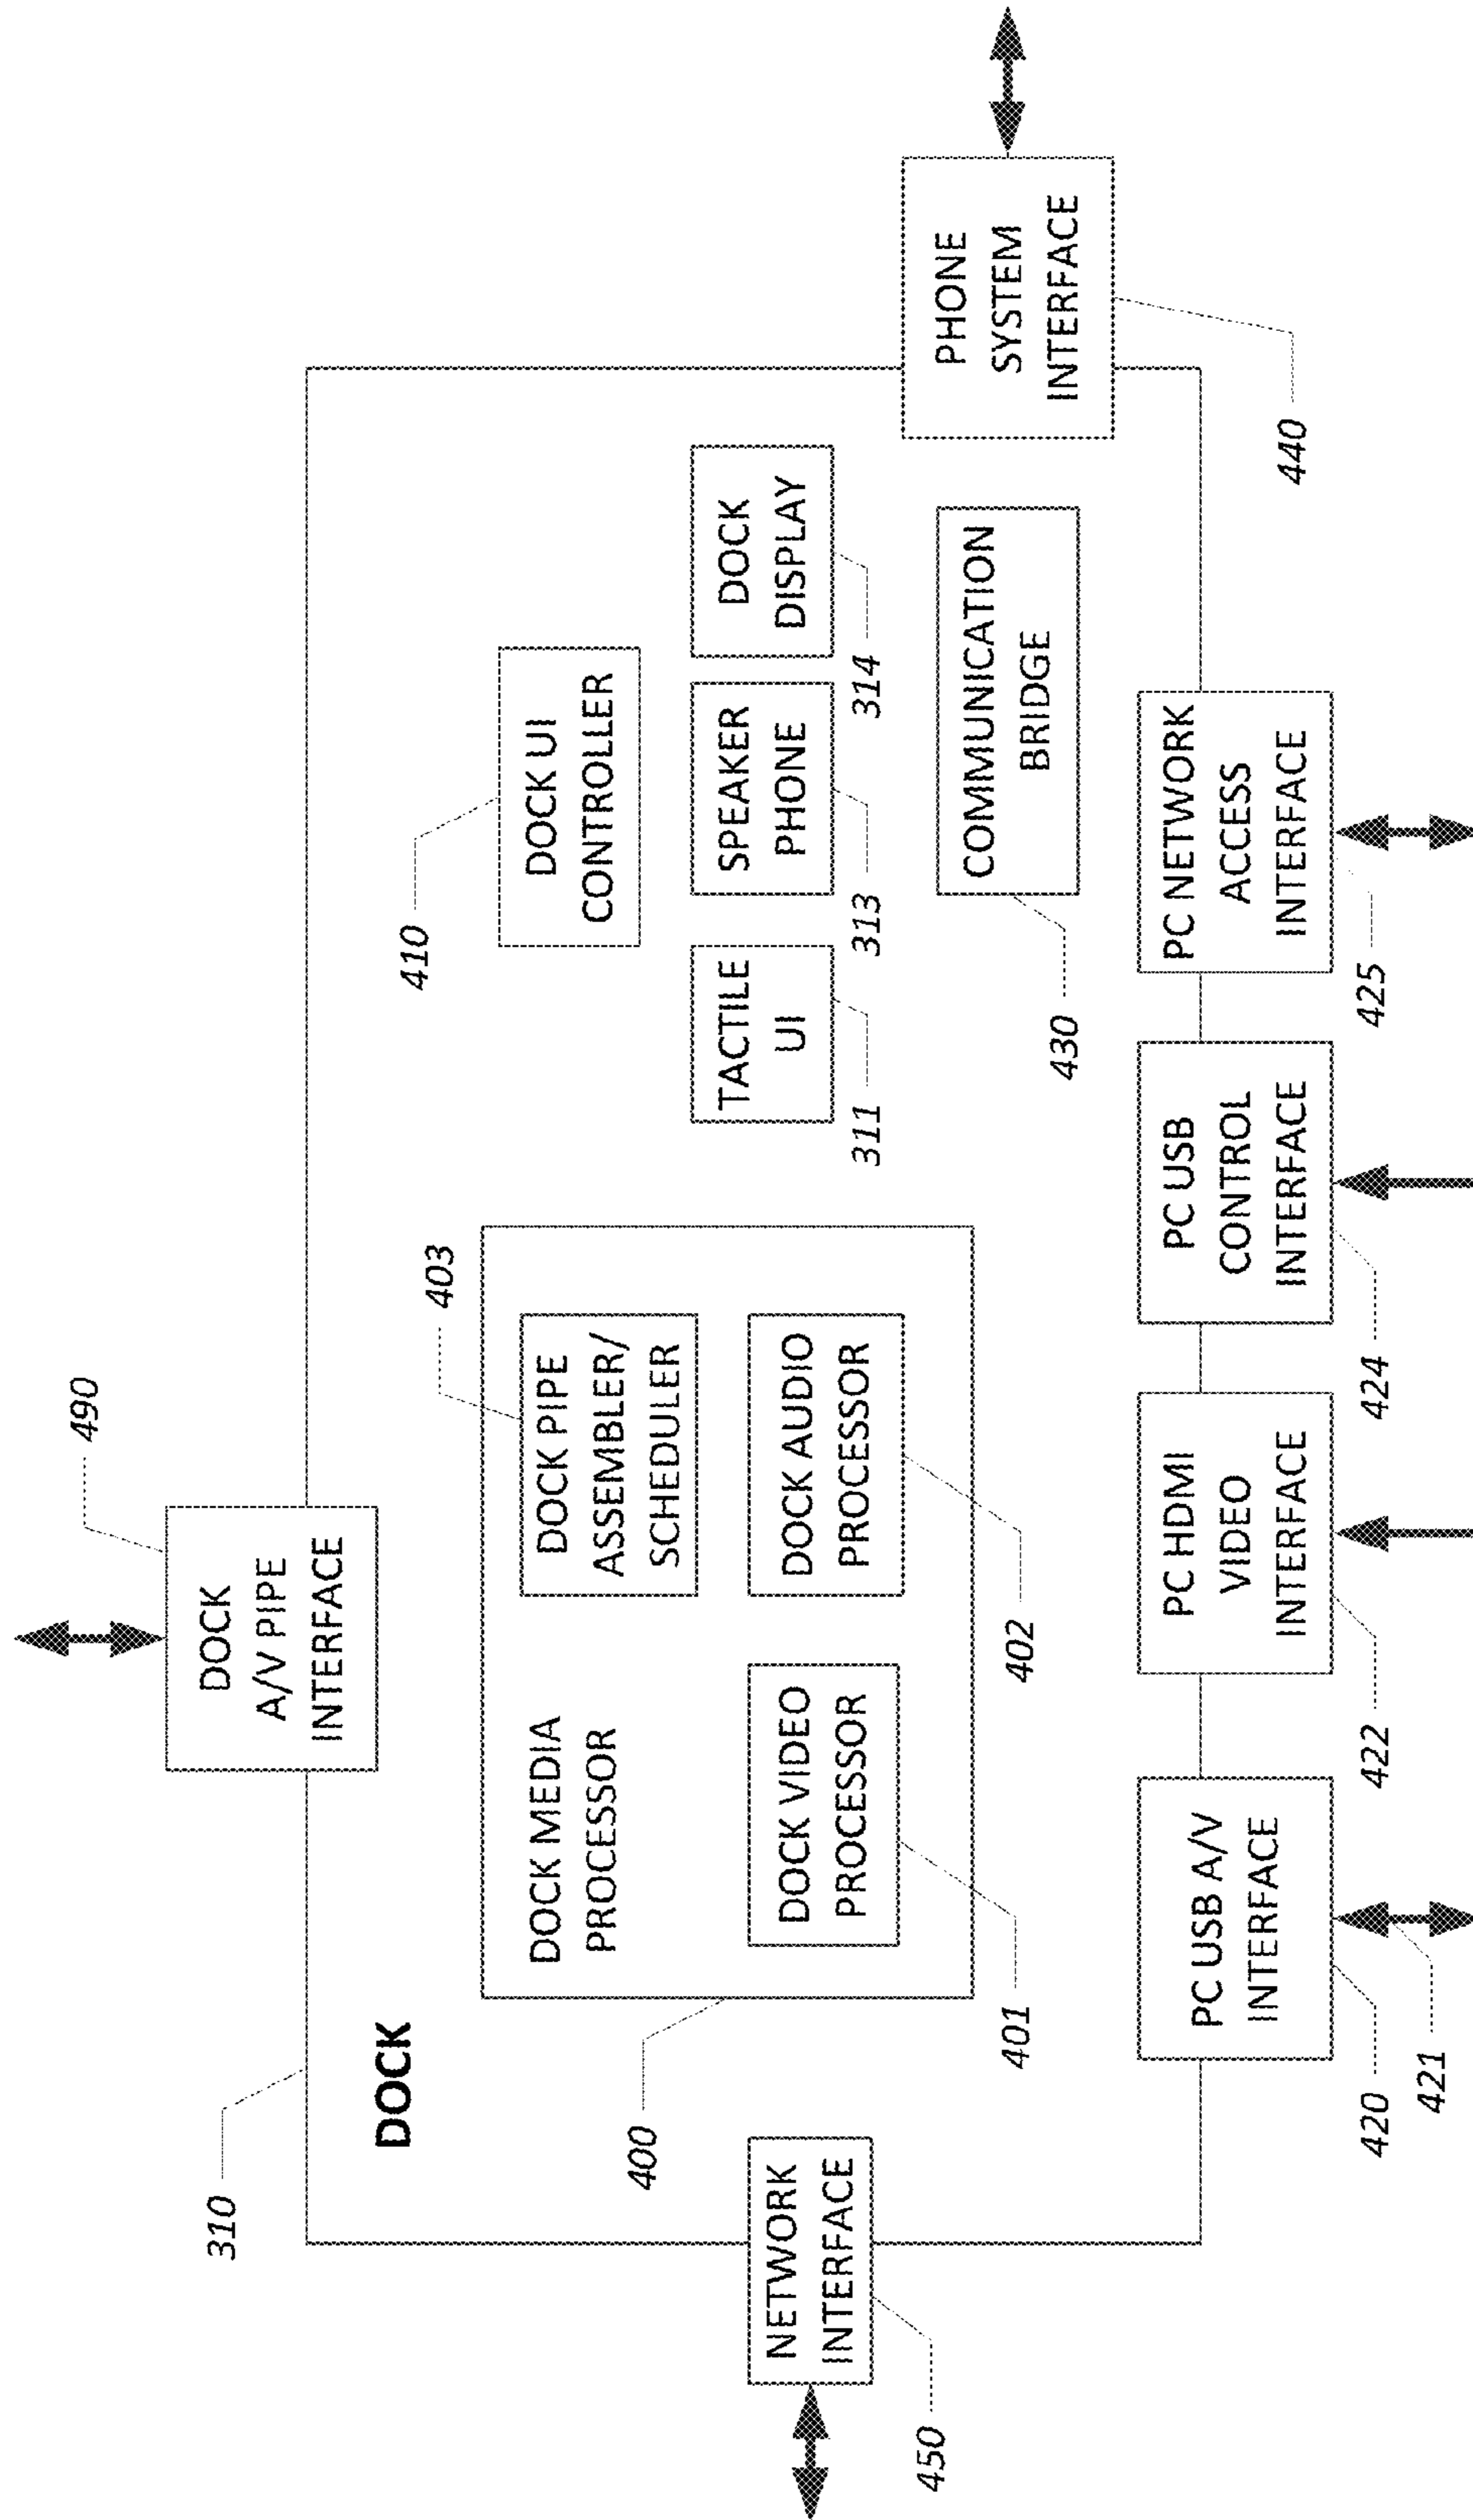 490
DOCK
A/V PIPE
INTERFACE
310
DOCK
403
410
DOCK UI
CONTROLLER
DOCK MEDIA
PROCESSOR
DOCK PIPE
ASSEMBLER/
SCHEDULER
400
DOCK VIDEO
PROCESSOR
DOCK AUDIO
PROCESSOR
401
402
TACTILE
UI
SPEAKER
PHONE
DOCK
DISPLAY
311
313
314
NETWORK
INTERFACE
450
COMMUNICATION
BRIDGE
430
PHONE
SYSTEM
INTERFACE
440
PC USB A/V
INTERFACE
PC HDMI
VIDEO
INTERFACE
PC USB
CONTROL
INTERFACE
PC NETWORK
ACCESS
INTERFACE
420
421
422
424
425